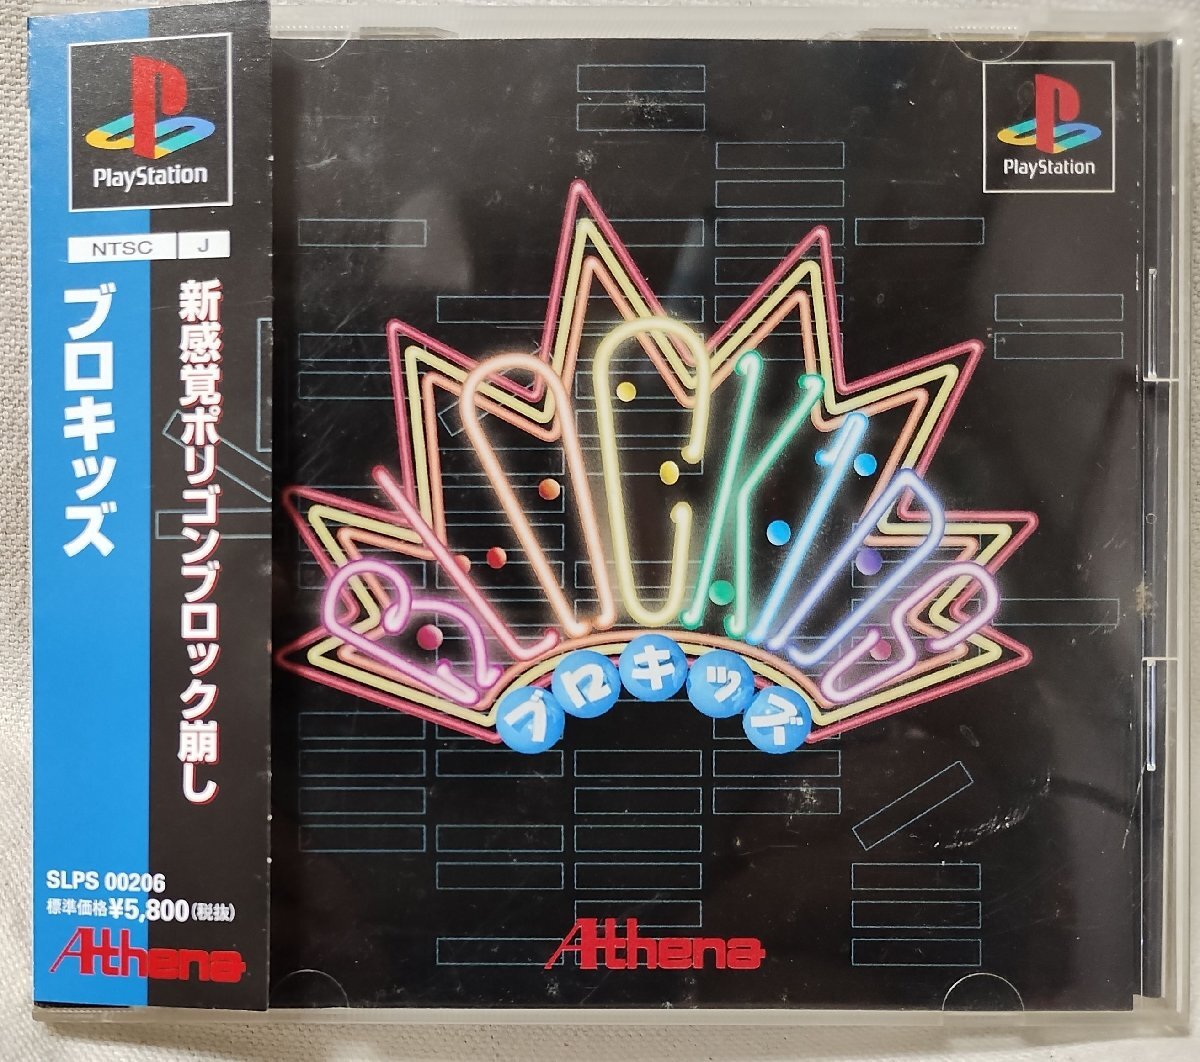 PlayStation
NTSC J
ブロキッズ
新感覚ポリゴンブロック崩し
SLPS 00206
標準価格¥5,800(税抜)
Athena
PlayStation
BLOCKIDS
ブロキッズ
Athena